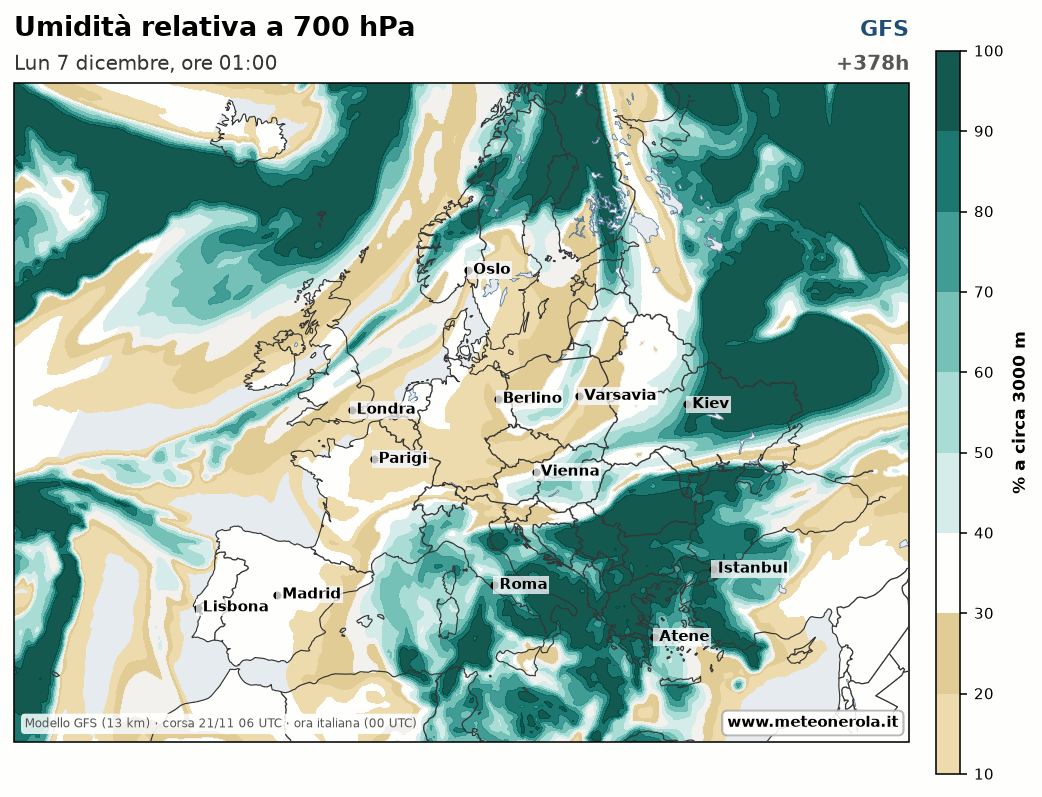 Umidità relativa a 700 hPa
GFS
Lun 7 dicembre, ore 01:00
+378h
100
90
80
70
60
50
40
30
20
10
% a circa 3000 m
Oslo
Berlino
Varsavia
Kiev
Londra
Parigi
Vienna
Istanbul
Roma
Madrid
Lisbona
Atene
Modello GFS (13 km) · corsa 21/11 06 UTC · ora italiana (00 UTC)
www.meteonerola.it